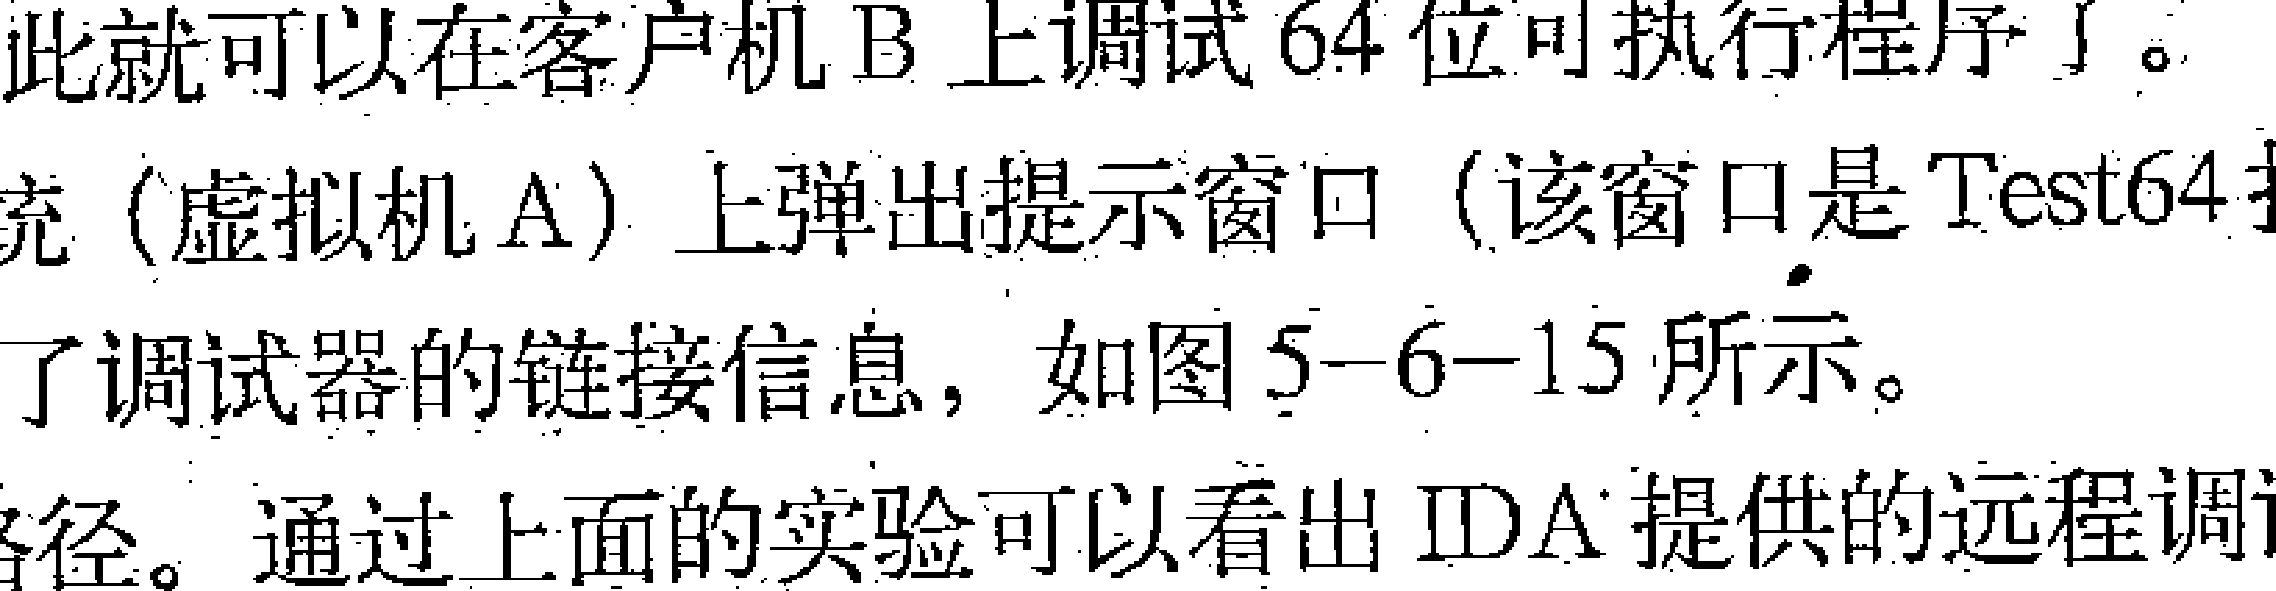 此就可以在客户机 B 上调试 64 位可执行程序了。
统（虚拟机 A）上弹出提示窗口（该窗口是 Test64
了调试器的链接信息，如图 5-6-15 所示。
路径。通过上面的实验可以看出 IDA 提供的远程调